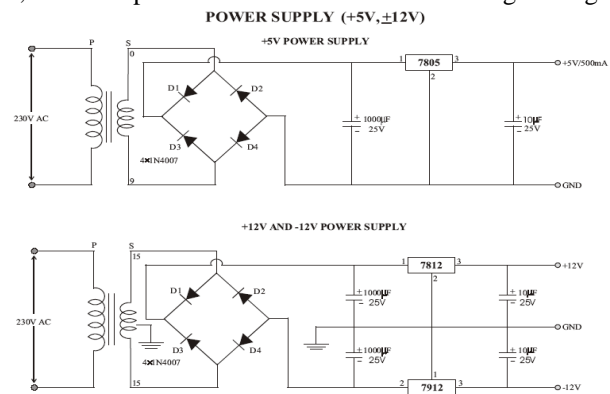 POWER SUPPLY (+5V,±12V)
+5V POWER SUPPLY
P S
0
1 7805 3
+5V/500mA
2
D1 D2
230V AC
+ 1000µF
– 25V
+ 10µF
– 25V
D3 D4
4×1N4007
9
GND
+12V AND -12V POWER SUPPLY
P S
15
1 7812 3
+12V
2
D1 D2
+ 1000µF
– 25V
+ 10µF
– 25V
230V AC
GND
D3 D4
4×1N4007
+ 1000µF
– 25V
+ 10µF
– 25V
1
15
2 7912 3
-12V